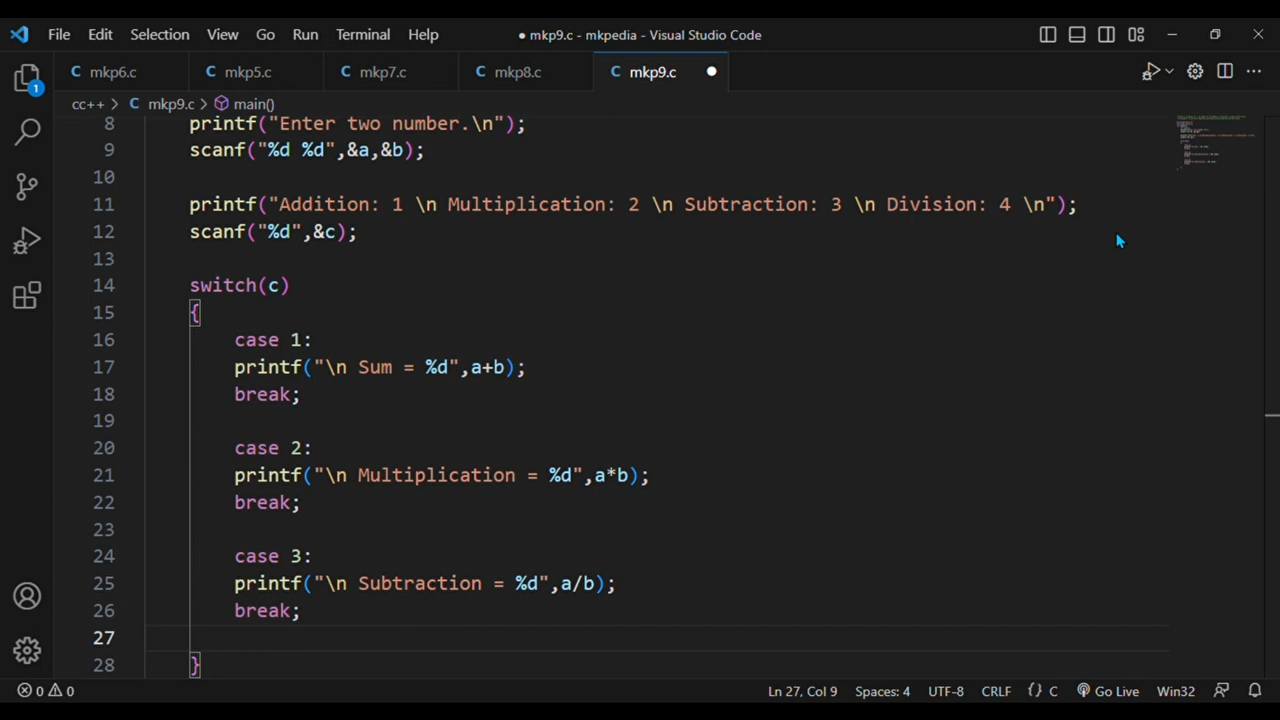 File Edit Selection View Go Run Terminal Help ● mkp9.c - mkpedia - Visual Studio Code
C mkp6.c C mkp5.c C mkp7.c C mkp8.c C mkp9.c ●
1
cc++ > C mkp9.c > main()
8 printf("Enter two number.\n");
9 scanf("%d %d",&a,&b);
10
11 printf("Addition: 1 \n Multiplication: 2 \n Subtraction: 3 \n Division: 4 \n");
12 scanf("%d",&c);
13
14 switch(c)
15 {
16 case 1:
17 printf("\n Sum = %d",a+b);
18 break;
19
20 case 2:
21 printf("\n Multiplication = %d",a*b);
22 break;
23
24 case 3:
25 printf("\n Subtraction = %d",a/b);
26 break;
27
28 }
0 0 Ln 27, Col 9 Spaces: 4 UTF-8 CRLF {} C Go Live Win32